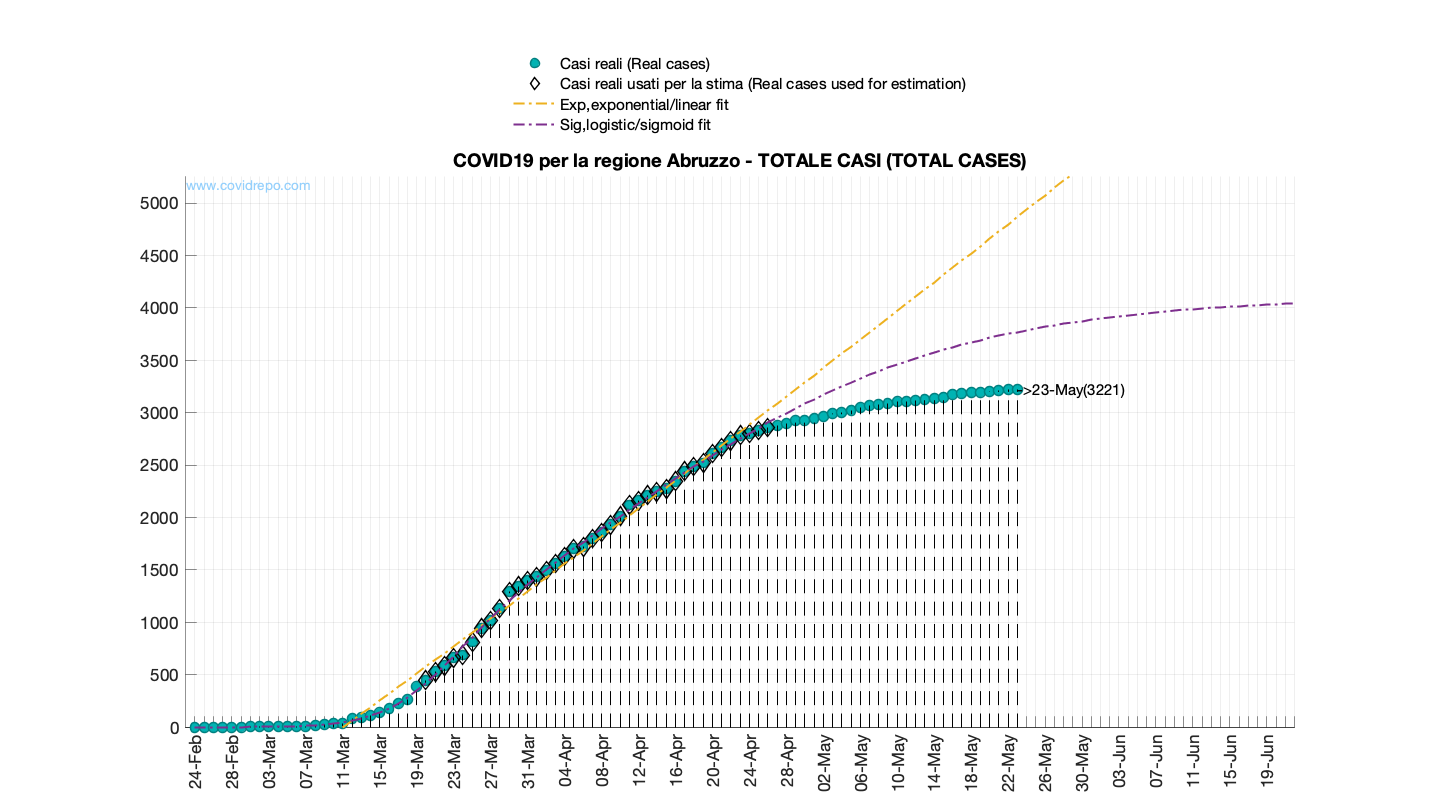 Casi reali (Real cases)
Casi reali usati per la stima (Real cases used for estimation)
Exp,exponential/linear fit
Sig,logistic/sigmoid fit
COVID19 per la regione Abruzzo - TOTALE CASI (TOTAL CASES)
www.covidrepo.com
5000
4500
4000
3500
3000
2500
2000
1500
1000
500
0
->23-May(3221)
24-Feb
28-Feb
03-Mar
07-Mar
11-Mar
15-Mar
19-Mar
23-Mar
27-Mar
31-Mar
04-Apr
08-Apr
12-Apr
16-Apr
20-Apr
24-Apr
28-Apr
02-May
06-May
10-May
14-May
18-May
22-May
26-May
30-May
03-Jun
07-Jun
11-Jun
15-Jun
19-Jun